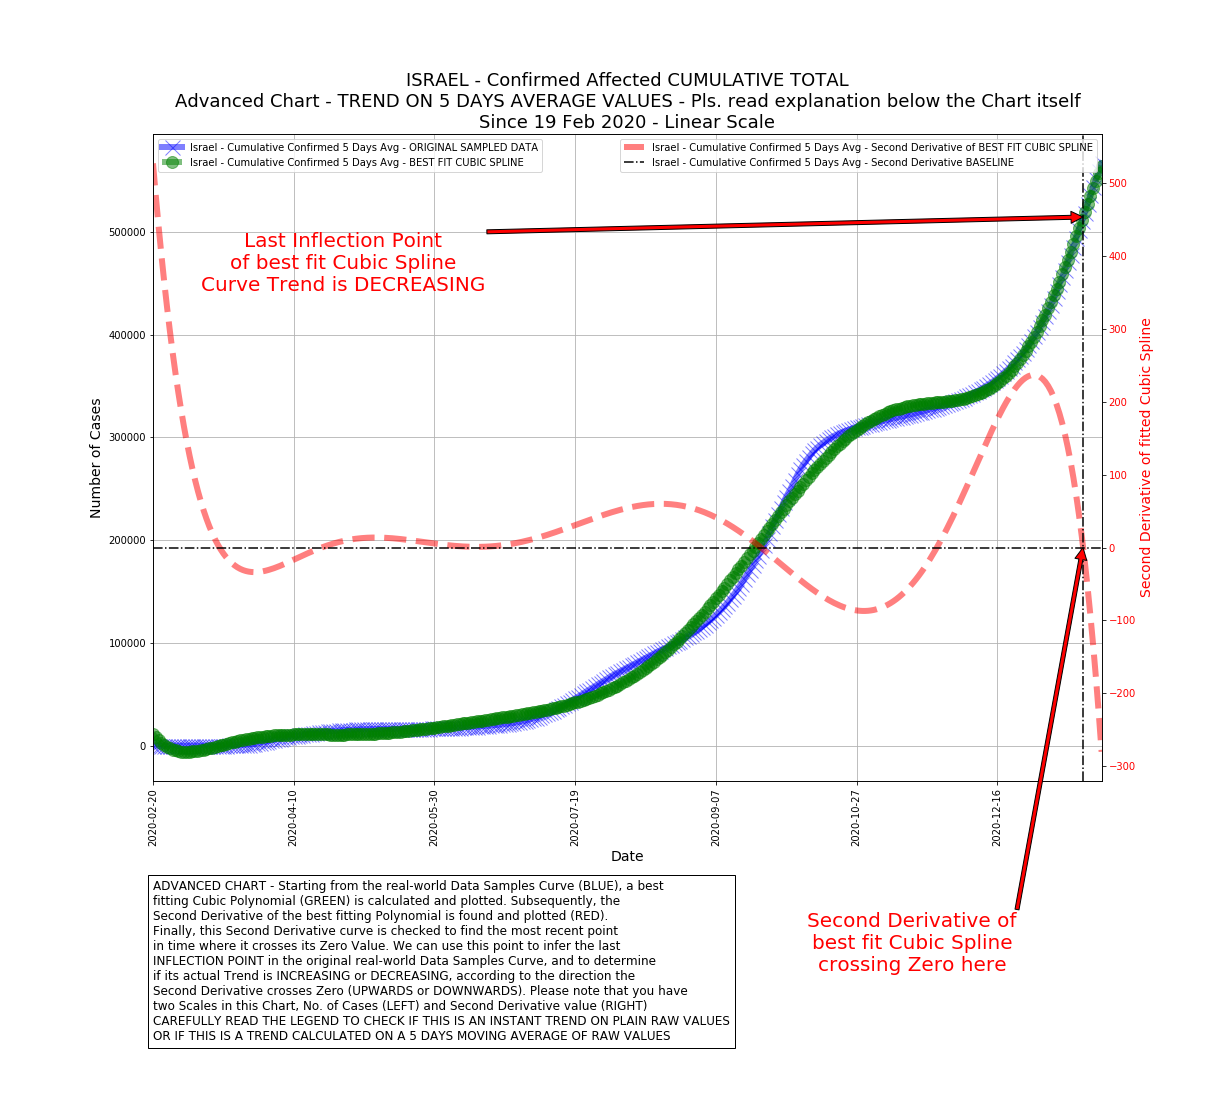 ISRAEL - Confirmed Affected CUMULATIVE TOTAL
Advanced Chart - TREND ON 5 DAYS AVERAGE VALUES - Pls. read explanation below the Chart itself
Since 19 Feb 2020 - Linear Scale
Israel - Cumulative Confirmed 5 Days Avg - ORIGINAL SAMPLED DATA
Israel - Cumulative Confirmed 5 Days Avg - BEST FIT CUBIC SPLINE
Israel - Cumulative Confirmed 5 Days Avg - Second Derivative of BEST FIT CUBIC SPLINE
Israel - Cumulative Confirmed 5 Days Avg - Second Derivative BASELINE
Last Inflection Point
of best fit Cubic Spline
Curve Trend is DECREASING
Number of Cases
500000
400000
300000
200000
100000
0
500
400
300
200
100
0
−100
−200
−300
Second Derivative of fitted Cubic Spline
2020-02-20
2020-04-10
2020-05-30
2020-07-19
2020-09-07
2020-10-27
2020-12-16
Date
ADVANCED CHART - Starting from the real-world Data Samples Curve (BLUE), a best
fitting Cubic Polynomial (GREEN) is calculated and plotted. Subsequently, the
Second Derivative of the best fitting Polynomial is found and plotted (RED).
Finally, this Second Derivative curve is checked to find the most recent point
in time where it crosses its Zero Value. We can use this point to infer the last
INFLECTION POINT in the original real-world Data Samples Curve, and to determine
if its actual Trend is INCREASING or DECREASING, according to the direction the
Second Derivative crosses Zero (UPWARDS or DOWNWARDS). Please note that you have
two Scales in this Chart, No. of Cases (LEFT) and Second Derivative value (RIGHT)
CAREFULLY READ THE LEGEND TO CHECK IF THIS IS AN INSTANT TREND ON PLAIN RAW VALUES
OR IF THIS IS A TREND CALCULATED ON A 5 DAYS MOVING AVERAGE OF RAW VALUES
Second Derivative of
best fit Cubic Spline
crossing Zero here